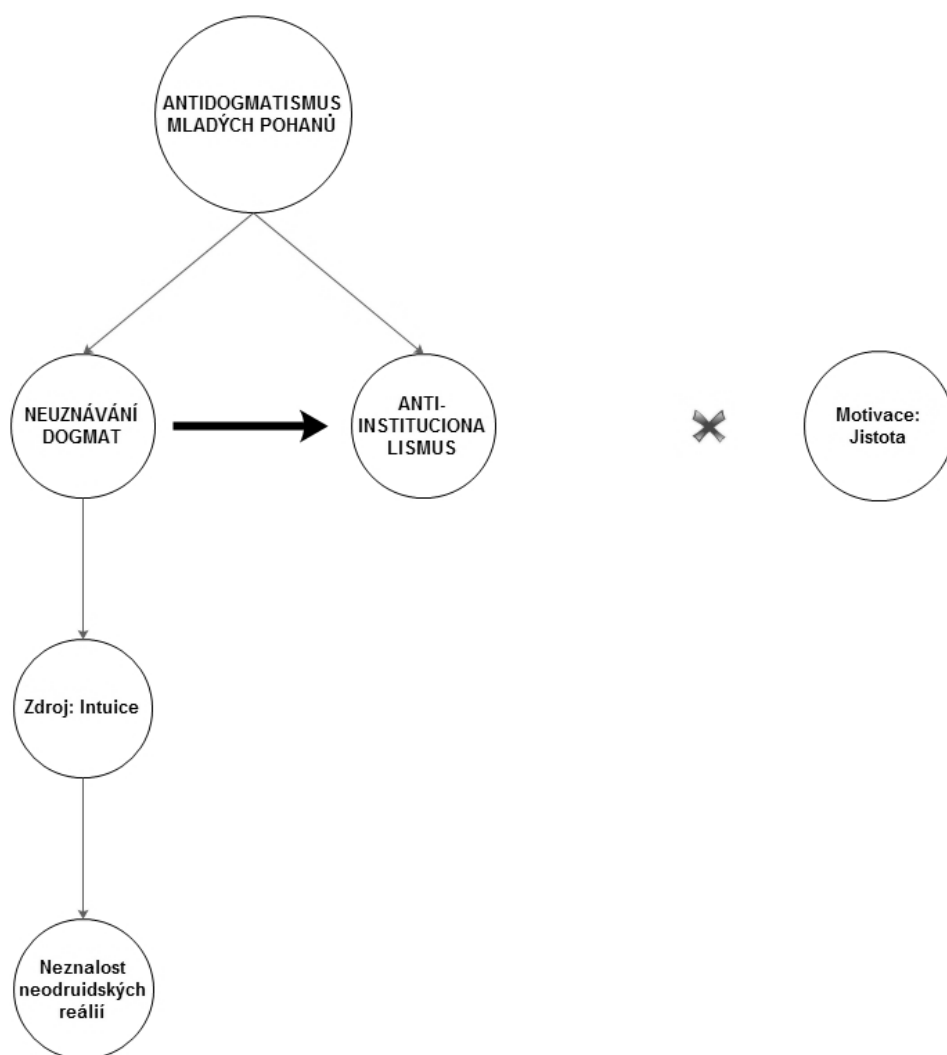 ANTIDOGMATISMUS
MLADÝCH POHANŮ
NEUZNÁVÁNÍ
DOGMAT
ANTI-
INSTITUCIONA
LISMUS
Motivace:
Jistota
Zdroj: Intuice
Neznalost
neodruidských
reálií